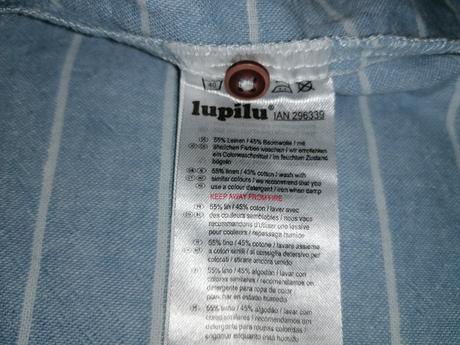 40
lupilu® IAN 296339
55% Leinen / 45% Baumwolle / mit
ähnlichen Farben waschen / wir empfehlen
ein Colorwaschmittel / im feuchten Zustand
bügeln
55% linen / 45% cotton / wash with
similar colours / we recommend that you
use a colour detergent / iron when damp
KEEP AWAY FROM FIRE
55% lin / 45% coton / laver avec
des couleurs semblables / nous vous
recommandons d'utiliser une lessive
pour couleurs / repassage humide
55% lino / 45% cotone / lavare assieme
a colori simili / si consiglia detersivo per
colorati / stirare ancora umido
55% lino / 45% algodón / lavar con
colores similares / recomendamos un
detergente para ropa de color
planchar en estado húmedo
55% linho / 45% algodão / lavar com
cores similares / recomendamos um
detergente para roupas coloridas /
engomar enquanto húmido